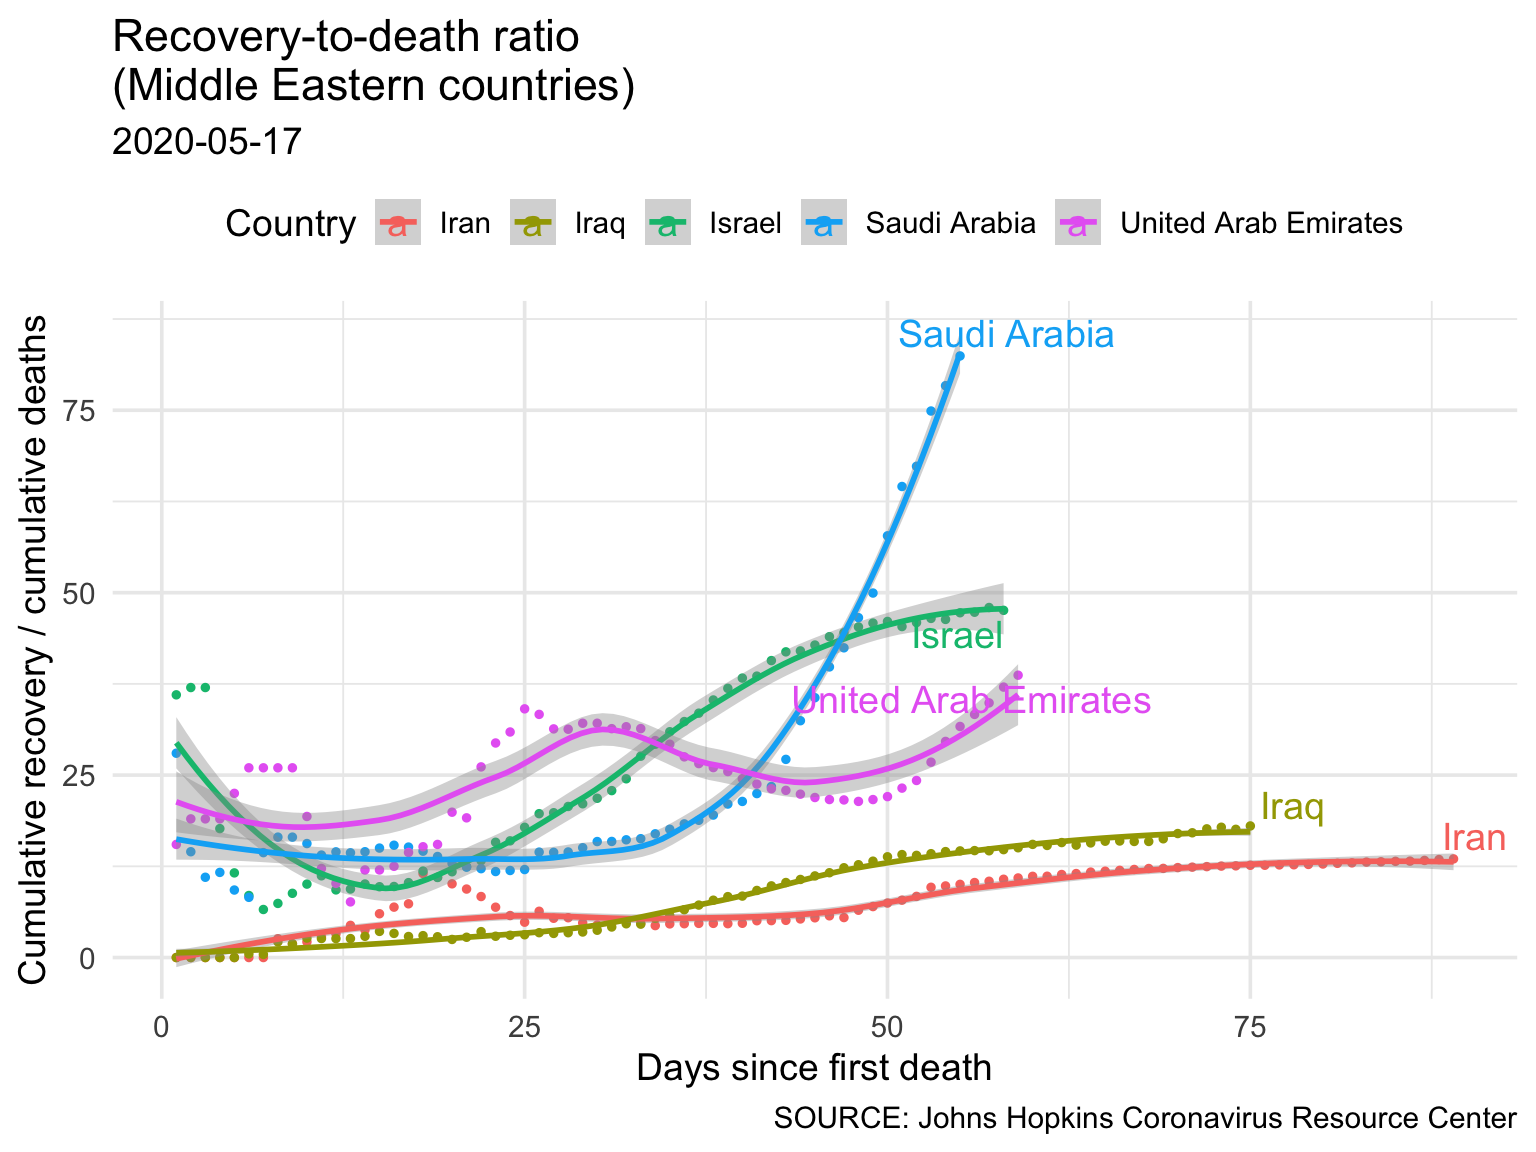 Recovery-to-death ratio
(Middle Eastern countries)
2020-05-17
Country a Iran a Iraq a Israel a Saudi Arabia a United Arab Emirates
Cumulative recovery / cumulative deaths
75
50
25
0
Saudi Arabia
Israel
United Arab Emirates
Iraq
Iran
0 25 50 75
Days since first death
SOURCE: Johns Hopkins Coronavirus Resource Center